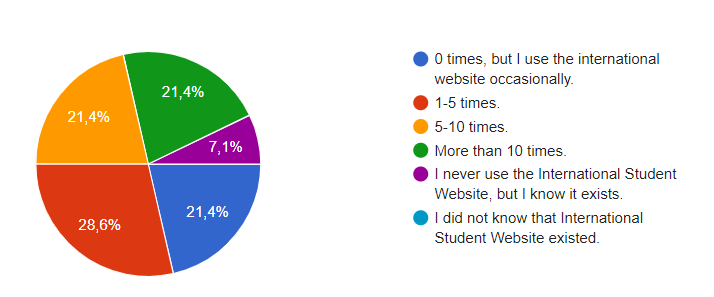 21,4%
21,4%
7,1%
28,6%
21,4%
0 times, but I use the international
website occasionally.
1-5 times.
5-10 times.
More than 10 times.
I never use the International Student
Website, but I know it exists.
I did not know that International
Student Website existed.